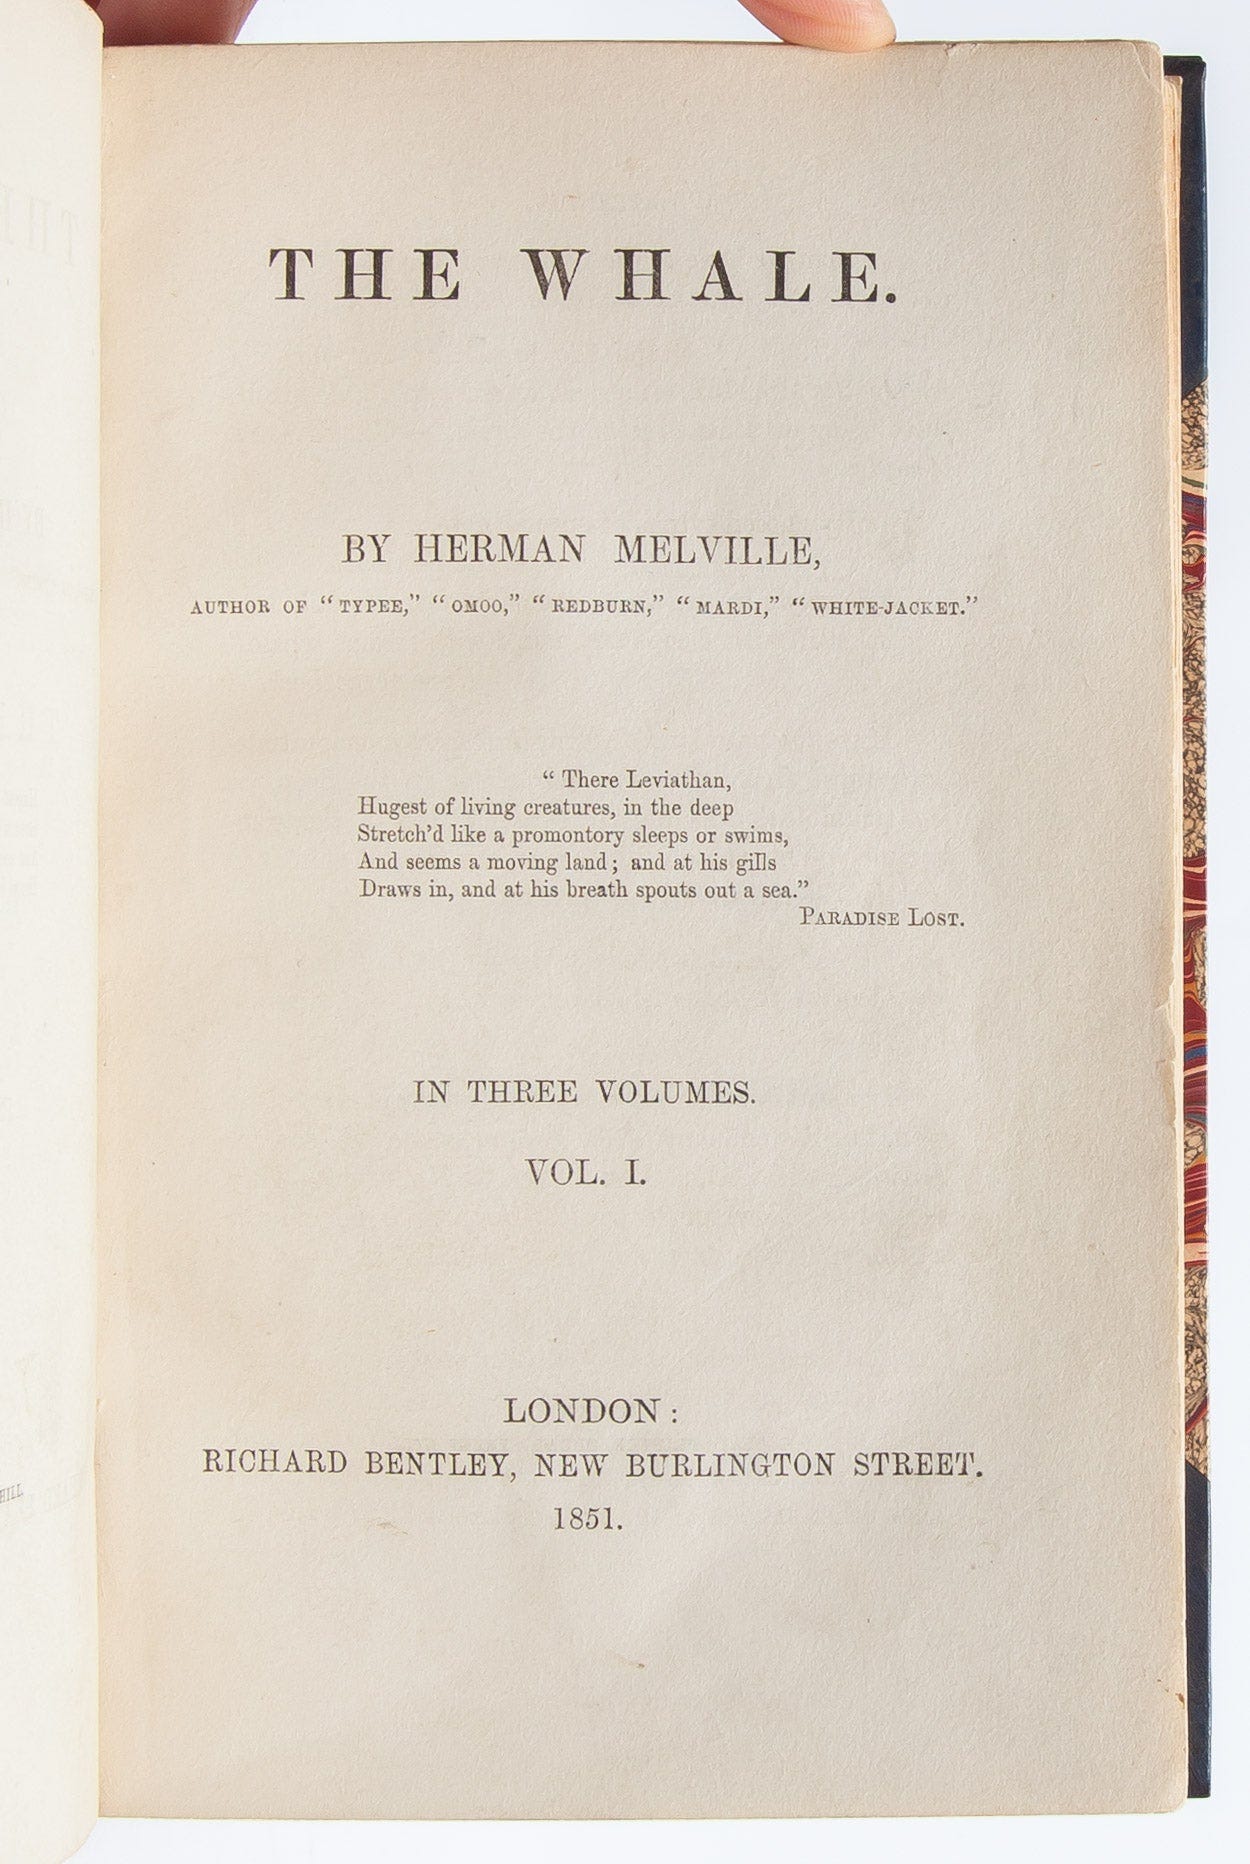 THE WHALE.
BY HERMAN MELVILLE,
AUTHOR OF “TYPEE,” “OMOO,” “REDBURN,” “MARDI,” “WHITE-JACKET.”
“There Leviathan,
Hugest of living creatures, in the deep
Stretch’d like a promontory sleeps or swims,
And seems a moving land; and at his gills
Draws in, and at his breath spouts out a sea.”
PARADISE LOST.
IN THREE VOLUMES.
VOL. I.
LONDON:
RICHARD BENTLEY, NEW BURLINGTON STREET.
1851.